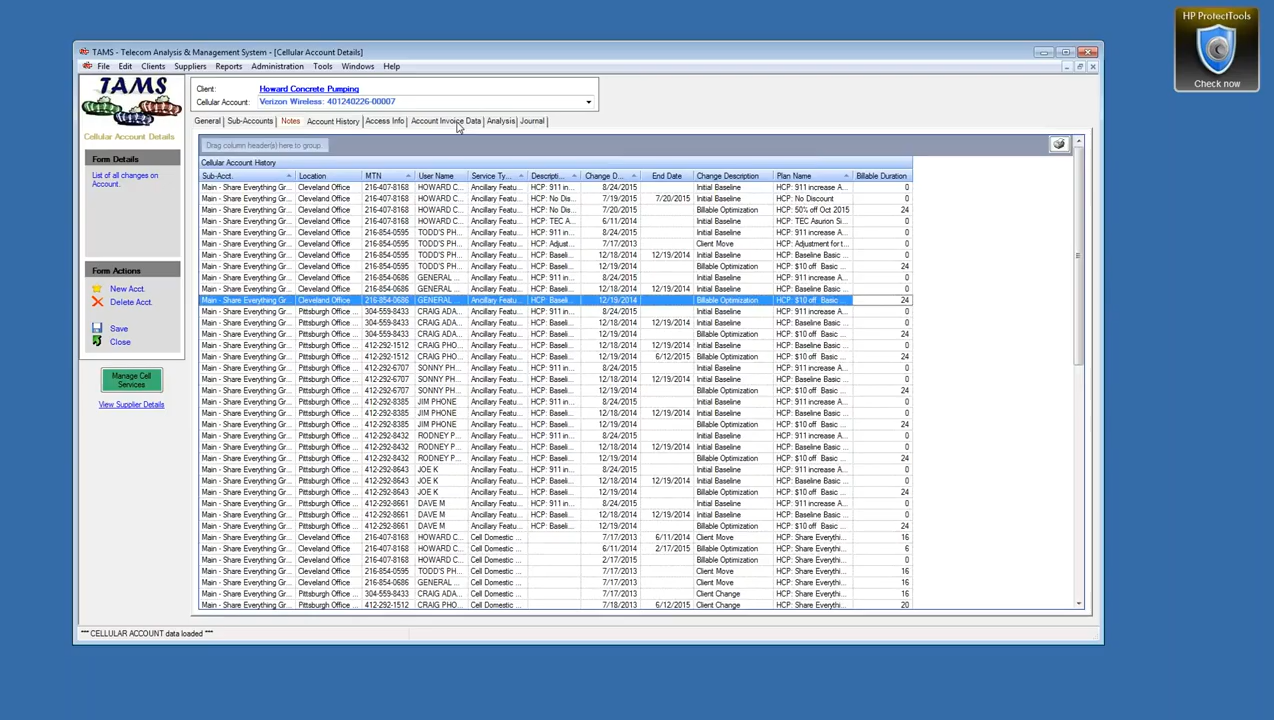 HP ProtectTools
Check now
TAMS - Telecom Analysis & Management System - [Cellular Account Details]
File Edit Clients Suppliers Reports Administration Tools Windows Help
TAMS
Cellular Account Details
Form Details
List of all changes on
Account.
Form Actions
New Acct.
Delete Acct.
Save
Close
Manage Cell
Services
View Supplier Details
Client: Howard Concrete Pumping
Cellular Account: Verizon Wireless: 401240226-00007
General Sub-Accounts Notes Account History Access Info Account Invoice Data Analysis Journal
Drag column header(s) here to group.
Cellular Account History
Sub-Acct. Location MTN User Name Service Ty... Descripti... Change D... End Date Change Description Plan Name Billable Duration
Main - Share Everything Gr... Cleveland Office 216-407-8168 HOWARD C... Ancillary Featu... HCP: 911 in... 8/24/2015 Initial Baseline HCP: 911 increase A... 0
Main - Share Everything Gr... Cleveland Office 216-407-8168 HOWARD C... Ancillary Featu... HCP: No Dis... 7/19/2015 7/20/2015 Initial Baseline HCP: No Discount 0
Main - Share Everything Gr... Cleveland Office 216-407-8168 HOWARD C... Ancillary Featu... HCP: No Dis... 7/20/2015 Billable Optimization HCP: 50% off Oct 2015 24
Main - Share Everything Gr... Cleveland Office 216-407-8168 HOWARD C... Ancillary Featu... HCP: TEC A... 6/11/2014 Initial Baseline HCP: TEC Asurion Si... 0
Main - Share Everything Gr... Cleveland Office 216-854-0595 TODD'S PH... Ancillary Featu... HCP: 911 in... 8/24/2015 Initial Baseline HCP: 911 increase A... 0
Main - Share Everything Gr... Cleveland Office 216-854-0595 TODD'S PH... Ancillary Featu... HCP: Adjust... 7/17/2013 Client Move HCP: Adjustment for t... 0
Main - Share Everything Gr... Cleveland Office 216-854-0595 TODD'S PH... Ancillary Featu... HCP: Baseli... 12/18/2014 12/19/2014 Initial Baseline HCP: Baseline Basic ... 0
Main - Share Everything Gr... Cleveland Office 216-854-0595 TODD'S PH... Ancillary Featu... HCP: Baseli... 12/19/2014 Billable Optimization HCP: $10 off Basic ... 24
Main - Share Everything Gr... Cleveland Office 216-854-0686 GENERAL ... Ancillary Featu... HCP: 911 in... 8/24/2015 Initial Baseline HCP: 911 increase A... 0
Main - Share Everything Gr... Cleveland Office 216-854-0686 GENERAL ... Ancillary Featu... HCP: Baseli... 12/18/2014 12/19/2014 Initial Baseline HCP: Baseline Basic ... 0
Main - Share Everything Gr... Cleveland Office 216-854-0686 GENERAL ... Ancillary Featu... HCP: Baseli... 12/19/2014 Billable Optimization HCP: $10 off Basic ... 24
Main - Share Everything Gr... Pittsburgh Office ... 304-559-8433 CRAIG ADA... Ancillary Featu... HCP: 911 in... 8/24/2015 Initial Baseline HCP: 911 increase A... 0
Main - Share Everything Gr... Pittsburgh Office ... 304-559-8433 CRAIG ADA... Ancillary Featu... HCP: Baseli... 12/18/2014 12/19/2014 Initial Baseline HCP: Baseline Basic ... 0
Main - Share Everything Gr... Pittsburgh Office ... 304-559-8433 CRAIG ADA... Ancillary Featu... HCP: Baseli... 12/19/2014 Billable Optimization HCP: $10 off Basic ... 24
Main - Share Everything Gr... Pittsburgh Office ... 412-292-1512 CRAIG PHO... Ancillary Featu... HCP: Baseli... 12/18/2014 12/19/2014 Initial Baseline HCP: Baseline Basic ... 0
Main - Share Everything Gr... Pittsburgh Office ... 412-292-1512 CRAIG PHO... Ancillary Featu... HCP: Baseli... 12/19/2014 6/12/2015 Billable Optimization HCP: $10 off Basic ... 24
Main - Share Everything Gr... Pittsburgh Office ... 412-292-6707 SONNY PH... Ancillary Featu... HCP: 911 in... 8/24/2015 Initial Baseline HCP: 911 increase A... 0
Main - Share Everything Gr... Pittsburgh Office ... 412-292-6707 SONNY PH... Ancillary Featu... HCP: Baseli... 12/18/2014 12/19/2014 Initial Baseline HCP: Baseline Basic ... 0
Main - Share Everything Gr... Pittsburgh Office ... 412-292-6707 SONNY PH... Ancillary Featu... HCP: Baseli... 12/19/2014 Billable Optimization HCP: $10 off Basic ... 24
Main - Share Everything Gr... Pittsburgh Office ... 412-292-8385 JIM PHONE Ancillary Featu... HCP: 911 in... 8/24/2015 Initial Baseline HCP: 911 increase A... 0
Main - Share Everything Gr... Pittsburgh Office ... 412-292-8385 JIM PHONE Ancillary Featu... HCP: Baseli... 12/18/2014 12/19/2014 Initial Baseline HCP: Baseline Basic ... 0
Main - Share Everything Gr... Pittsburgh Office ... 412-292-8385 JIM PHONE Ancillary Featu... HCP: Baseli... 12/19/2014 Billable Optimization HCP: $10 off Basic ... 24
Main - Share Everything Gr... Pittsburgh Office ... 412-292-8432 RODNEY P... Ancillary Featu... HCP: 911 in... 8/24/2015 Initial Baseline HCP: 911 increase A... 0
Main - Share Everything Gr... Pittsburgh Office ... 412-292-8432 RODNEY P... Ancillary Featu... HCP: Baseli... 12/18/2014 12/19/2014 Initial Baseline HCP: Baseline Basic ... 0
Main - Share Everything Gr... Pittsburgh Office ... 412-292-8432 RODNEY P... Ancillary Featu... HCP: Baseli... 12/19/2014 Billable Optimization HCP: $10 off Basic ... 24
Main - Share Everything Gr... Pittsburgh Office ... 412-292-8643 JOE K Ancillary Featu... HCP: 911 in... 8/24/2015 Initial Baseline HCP: 911 increase A... 0
Main - Share Everything Gr... Pittsburgh Office ... 412-292-8643 JOE K Ancillary Featu... HCP: Baseli... 12/18/2014 12/19/2014 Initial Baseline HCP: Baseline Basic ... 0
Main - Share Everything Gr... Pittsburgh Office ... 412-292-8643 JOE K Ancillary Featu... HCP: Baseli... 12/19/2014 Billable Optimization HCP: $10 off Basic ... 24
Main - Share Everything Gr... Pittsburgh Office ... 412-292-8661 DAVE M Ancillary Featu... HCP: 911 in... 8/24/2015 Initial Baseline HCP: 911 increase A... 0
Main - Share Everything Gr... Pittsburgh Office ... 412-292-8661 DAVE M Ancillary Featu... HCP: Baseli... 12/18/2014 12/19/2014 Initial Baseline HCP: Baseline Basic ... 0
Main - Share Everything Gr... Pittsburgh Office ... 412-292-8661 DAVE M Ancillary Featu... HCP: Baseli... 12/19/2014 Billable Optimization HCP: $10 off Basic ... 24
Main - Share Everything Gr... Cleveland Office 216-407-8168 HOWARD C... Cell Domestic ... 7/17/2013 Client Move HCP: Share Everythi... 16
Main - Share Everything Gr... Cleveland Office 216-407-8168 HOWARD C... Cell Domestic ... 6/11/2014 2/17/2015 Billable Optimization HCP: Share Everythi... 6
Main - Share Everything Gr... Cleveland Office 216-407-8168 HOWARD C... Cell Domestic ... 2/17/2015 Billable Optimization HCP: Share Everythi... 0
Main - Share Everything Gr... Cleveland Office 216-854-0595 TODD'S PH... Cell Domestic ... 7/17/2013 Client Move HCP: Share Everythi... 16
Main - Share Everything Gr... Cleveland Office 216-854-0686 GENERAL ... Cell Domestic ... 7/17/2013 Client Move HCP: Share Everythi... 16
Main - Share Everything Gr... Pittsburgh Office ... 304-559-8433 CRAIG ADA... Cell Domestic ... 7/17/2013 Client Change HCP: Share Everythi... 16
Main - Share Everything Gr... Pittsburgh Office ... 412-292-1512 CRAIG PHO... Cell Domestic ... 7/18/2013 6/12/2015 Client Change HCP: Share Everythi... 20
*** CELLULAR ACCOUNT data loaded ***